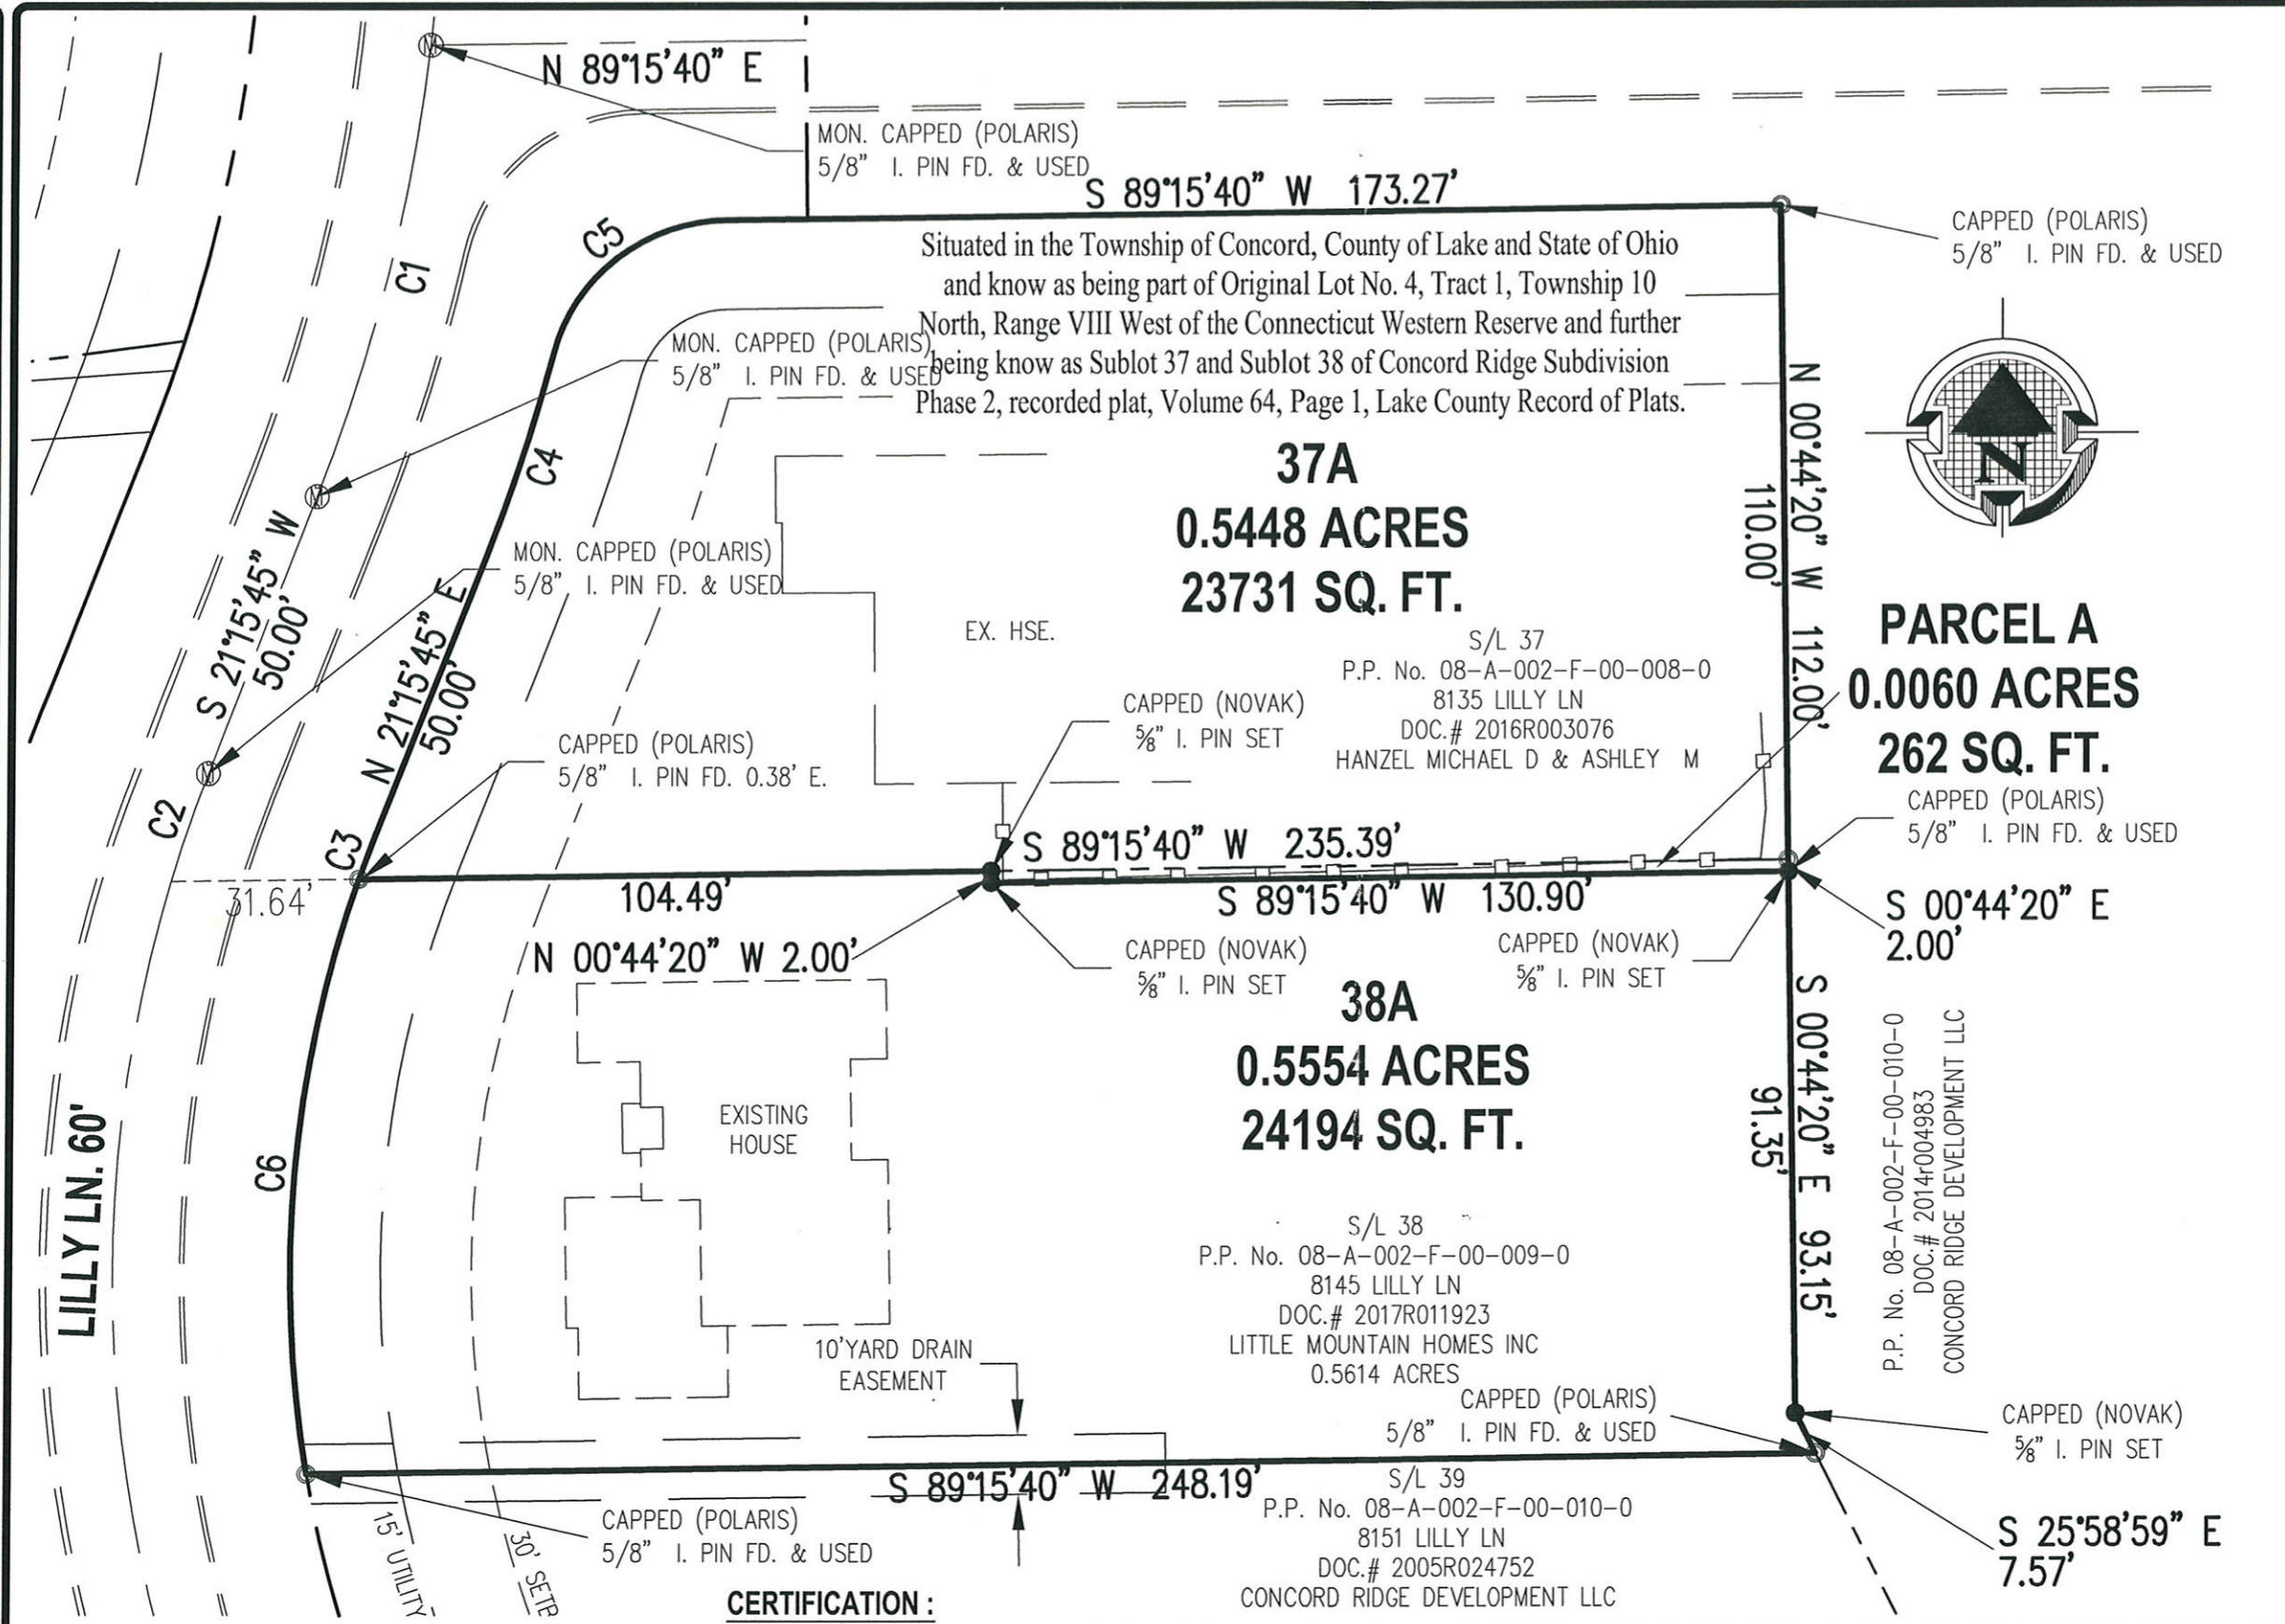 N 89°15'40" E
MON. CAPPED (POLARIS)
5/8" I. PIN FD. & USED
S 89°15'40" W 173.27'
CAPPED (POLARIS)
5/8" I. PIN FD. & USED
C5
C1
Situated in the Township of Concord, County of Lake and State of Ohio
and know as being part of Original Lot No. 4, Tract 1, Township 10
North, Range VIII West of the Connecticut Western Reserve and further
being know as Sublot 37 and Sublot 38 of Concord Ridge Subdivision
Phase 2, recorded plat, Volume 64, Page 1, Lake County Record of Plats.
MON. CAPPED (POLARIS)
5/8" I. PIN FD. & USED
N
C4
37A
0.5448 ACRES
23731 SQ. FT.
N 00°44'20" W 112.00'
110.00'
M
M
M
S 21°15'45" W
50.00'
MON. CAPPED (POLARIS)
5/8" I. PIN FD. & USED
N 21°15'45" E
50.00'
EX. HSE.
S/L 37
P.P. No. 08-A-002-F-00-008-0
8135 LILLY LN
DOC.# 2016R003076
HANZEL MICHAEL D & ASHLEY M
PARCEL A
0.0060 ACRES
262 SQ. FT.
CAPPED (NOVAK)
5/8" I. PIN SET
CAPPED (POLARIS)
5/8" I. PIN FD. 0.38' E.
C2
C3
CAPPED (POLARIS)
5/8" I. PIN FD. & USED
S 89°15'40" W 235.39'
31.64'
104.49'
S 89°15'40" W 130.90'
S 00°44'20" E
2.00'
N 00°44'20" W 2.00'
CAPPED (NOVAK)
5/8" I. PIN SET
CAPPED (NOVAK)
5/8" I. PIN SET
38A
0.5554 ACRES
24194 SQ. FT.
S 00°44'20" E 93.15'
91.35'
P.P. No. 08-A-002-F-00-010-0
DOC.# 2014r004983
CONCORD RIDGE DEVELOPMENT LLC
EXISTING
HOUSE
C6
LILLY LN. 60'
S/L 38
P.P. No. 08-A-002-F-00-009-0
8145 LILLY LN
DOC.# 2017R011923
LITTLE MOUNTAIN HOMES INC
0.5614 ACRES
10'YARD DRAIN
EASEMENT
CAPPED (POLARIS)
5/8" I. PIN FD. & USED
CAPPED (NOVAK)
5/8" I. PIN SET
S 89°15'40" W 248.19'
S/L 39
P.P. No. 08-A-002-F-00-010-0
8151 LILLY LN
DOC.# 2005R024752
CONCORD RIDGE DEVELOPMENT LLC
CAPPED (POLARIS)
5/8" I. PIN FD. & USED
15' UTILITY
30' SETB
S 25°58'59" E
7.57'
CERTIFICATION :